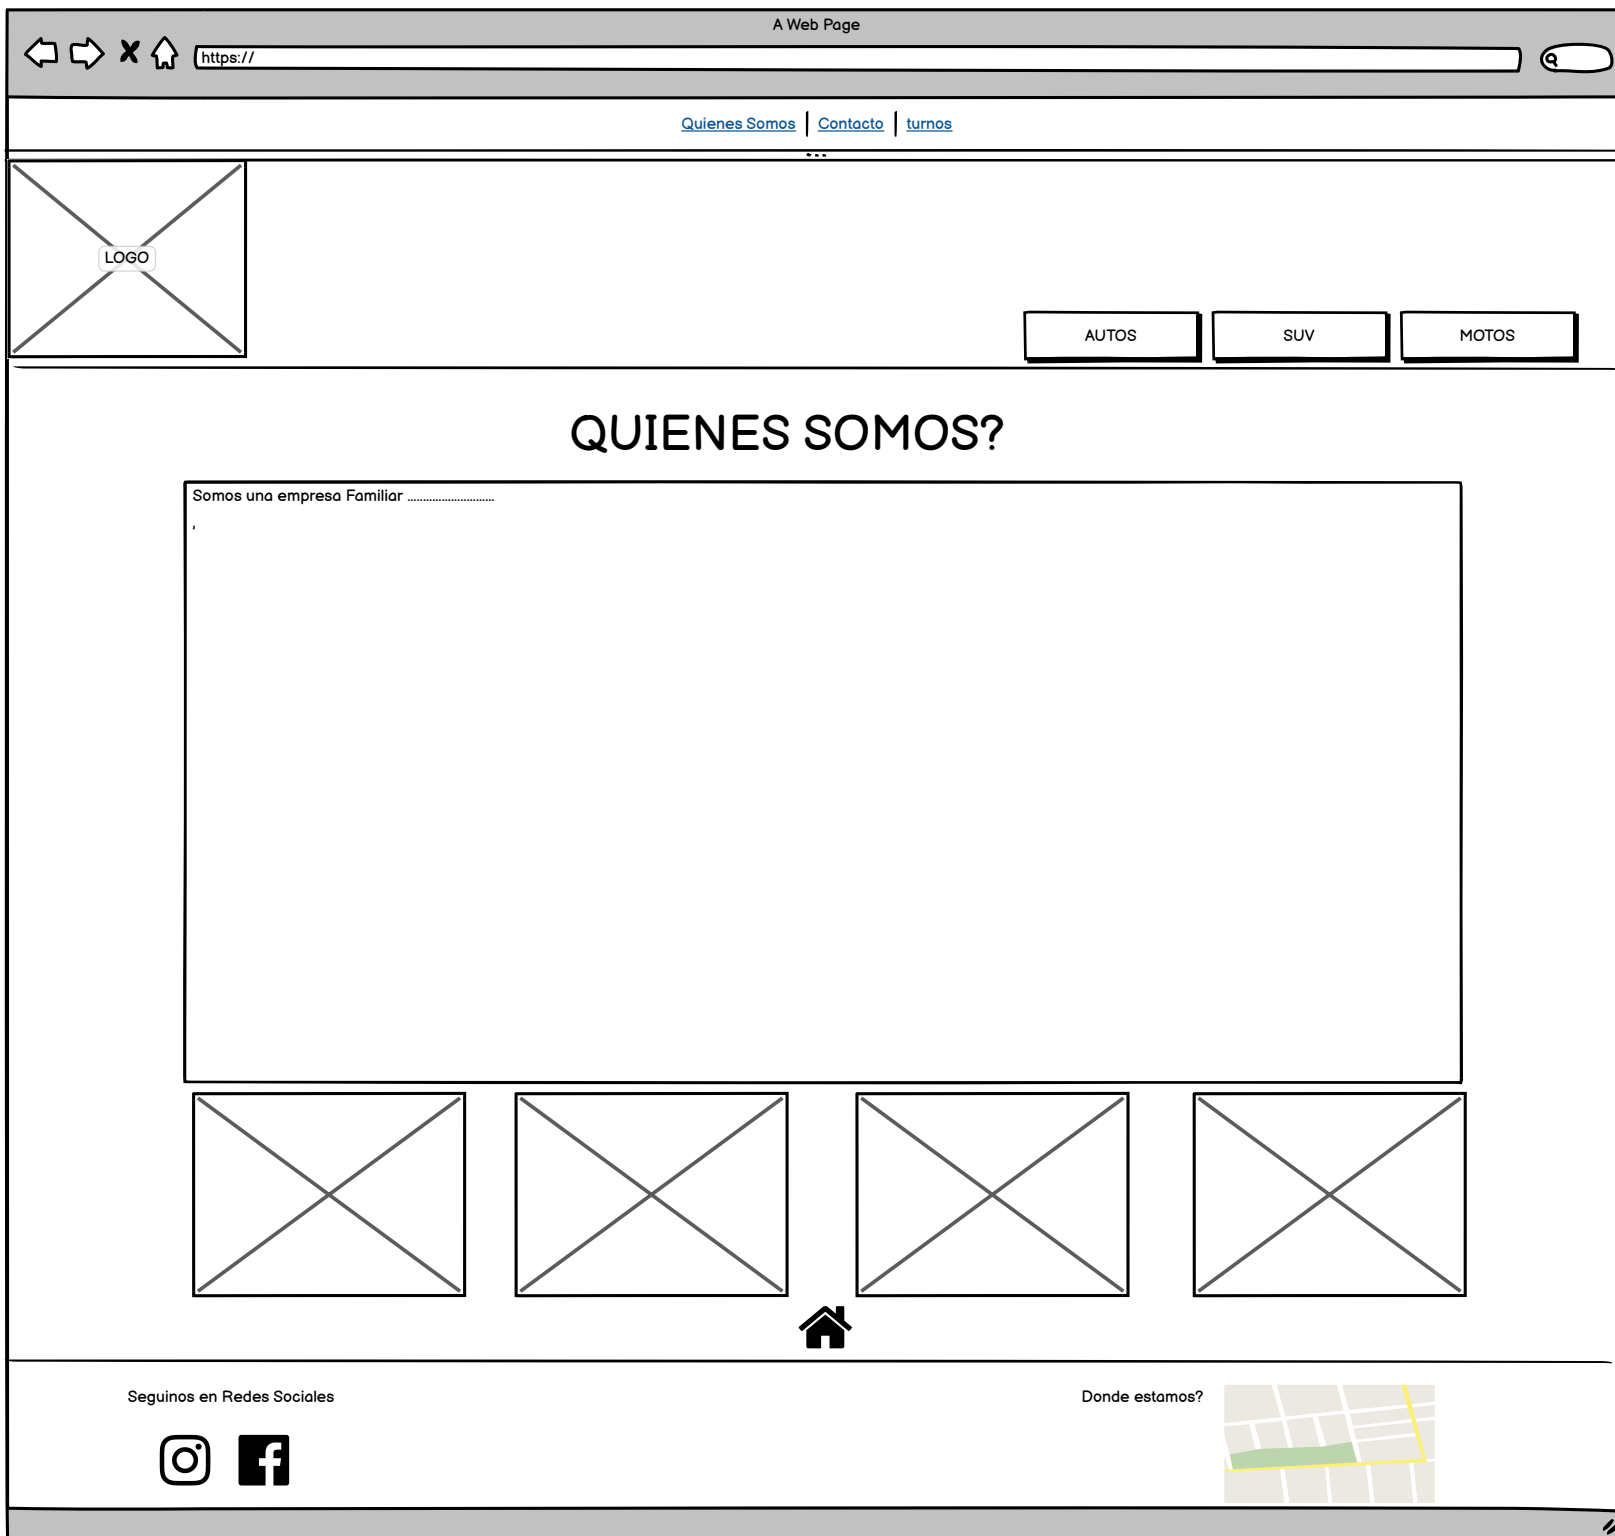 A Web Page
https://
Quienes Somos | Contacto | turnos
LOGO
AUTOS
SUV
MOTOS
QUIENES SOMOS?
Somos una empresa Familiar ............................
,
Seguinos en Redes Sociales
Donde estamos?